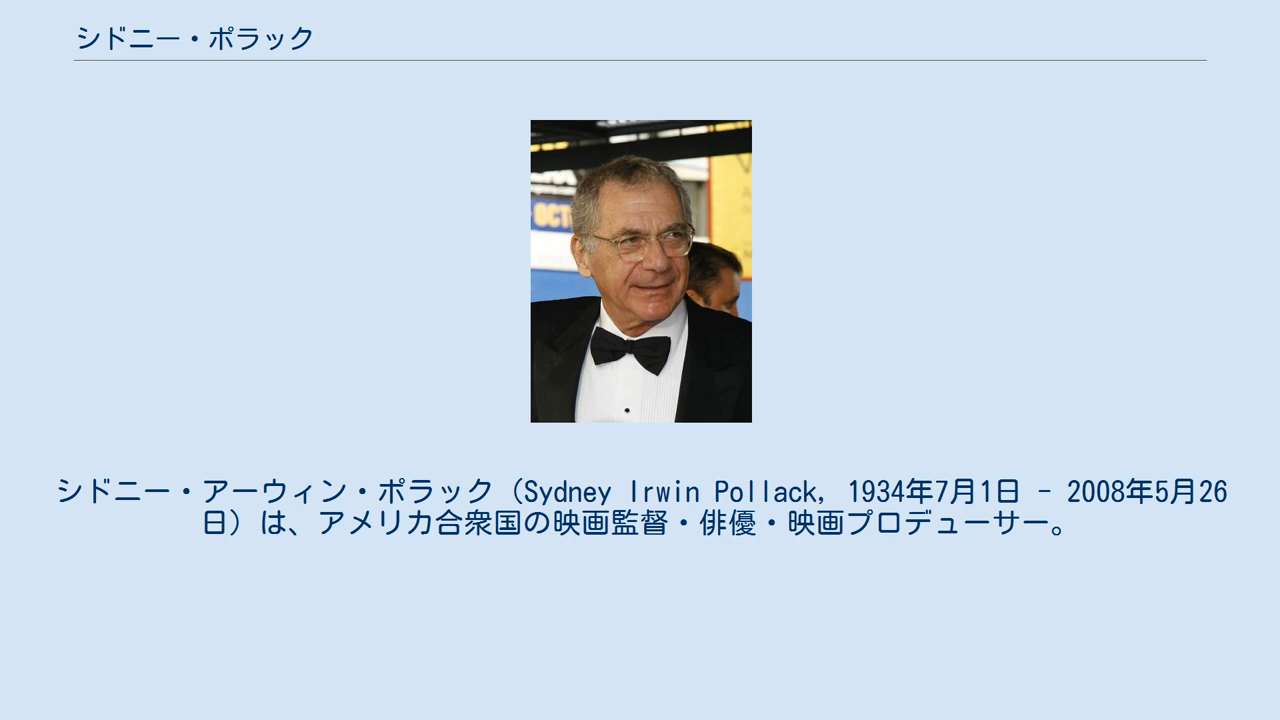 シドニー・ポラック
OCT
シドニー・アーウィン・ポラック（Sydney Irwin Pollack, 1934年7月1日 - 2008年5月26
日）は、アメリカ合衆国の映画監督・俳優・映画プロデューサー。